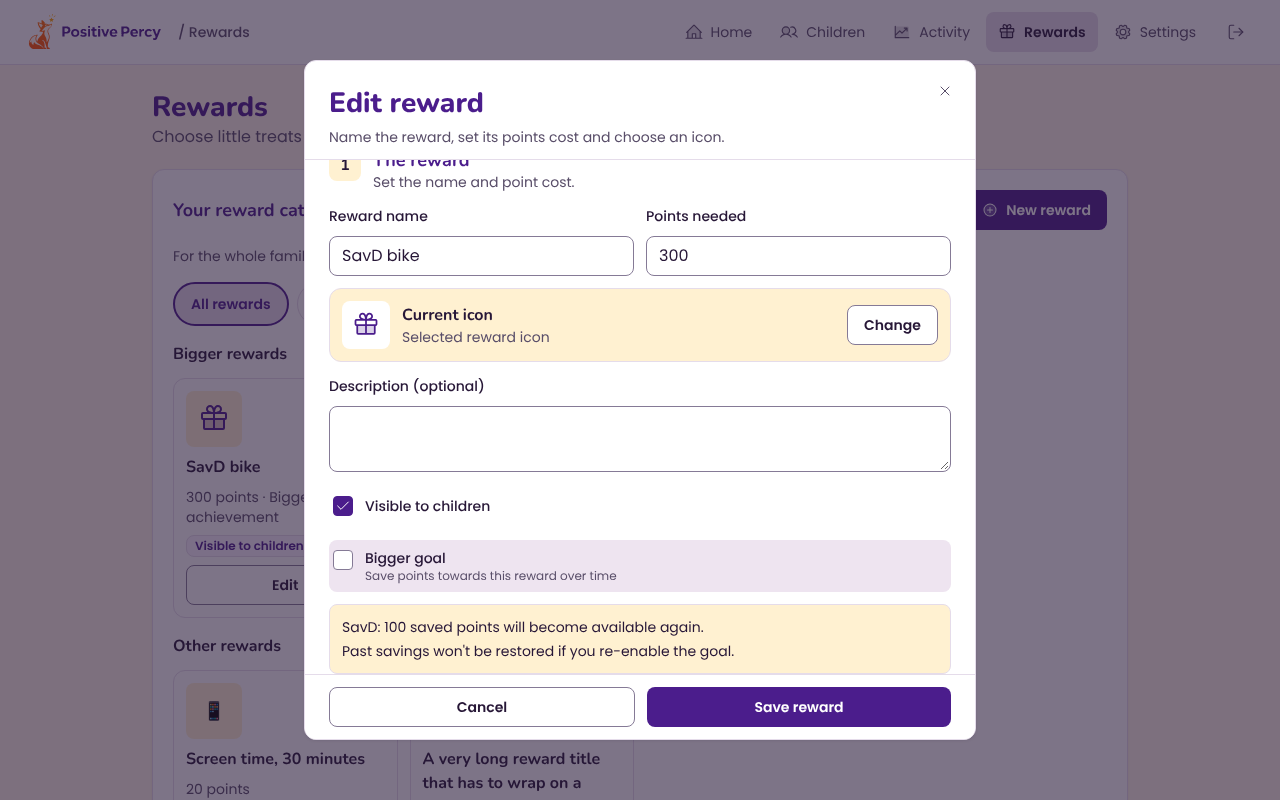 Positive Percy / Rewards Home Children Activity Rewards Settings
Rewards
Choose little treats
Your reward cat
New reward
For the whole famil
All rewards
Bigger rewards
SavD bike
300 points · Bigge
achievement
Visible to children
Edit
Other rewards
Screen time, 30 minutes
20 points
A very long reward title
that has to wrap on a
Edit reward
Name the reward, set its points cost and choose an icon.
1 The reward
Set the name and point cost.
Reward name Points needed
SavD bike 300
Current icon
Selected reward icon
Change
Description (optional)
Visible to children
Bigger goal
Save points towards this reward over time
SavD: 100 saved points will become available again.
Past savings won't be restored if you re-enable the goal.
Cancel Save reward